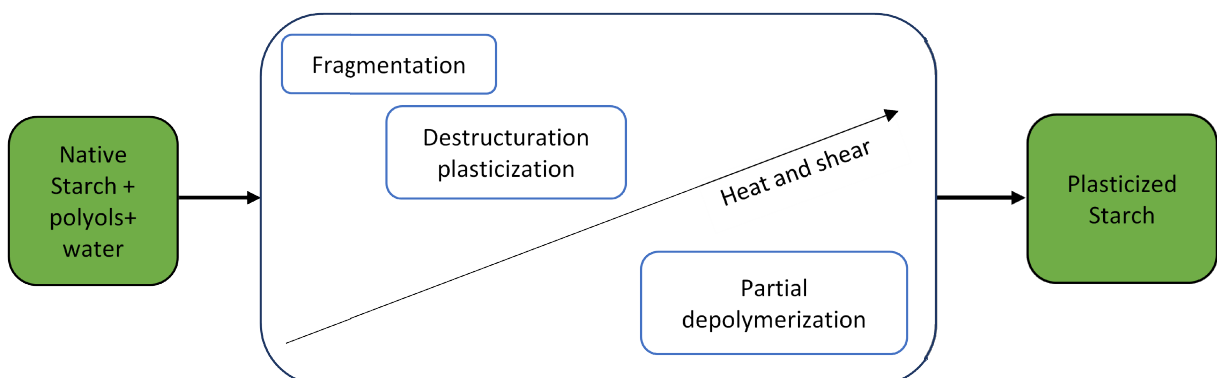 Native
Starch +
polyols+
water
Fragmentation
Destructuration
plasticization
Heat and shear
Partial
depolymerization
Plasticized
Starch